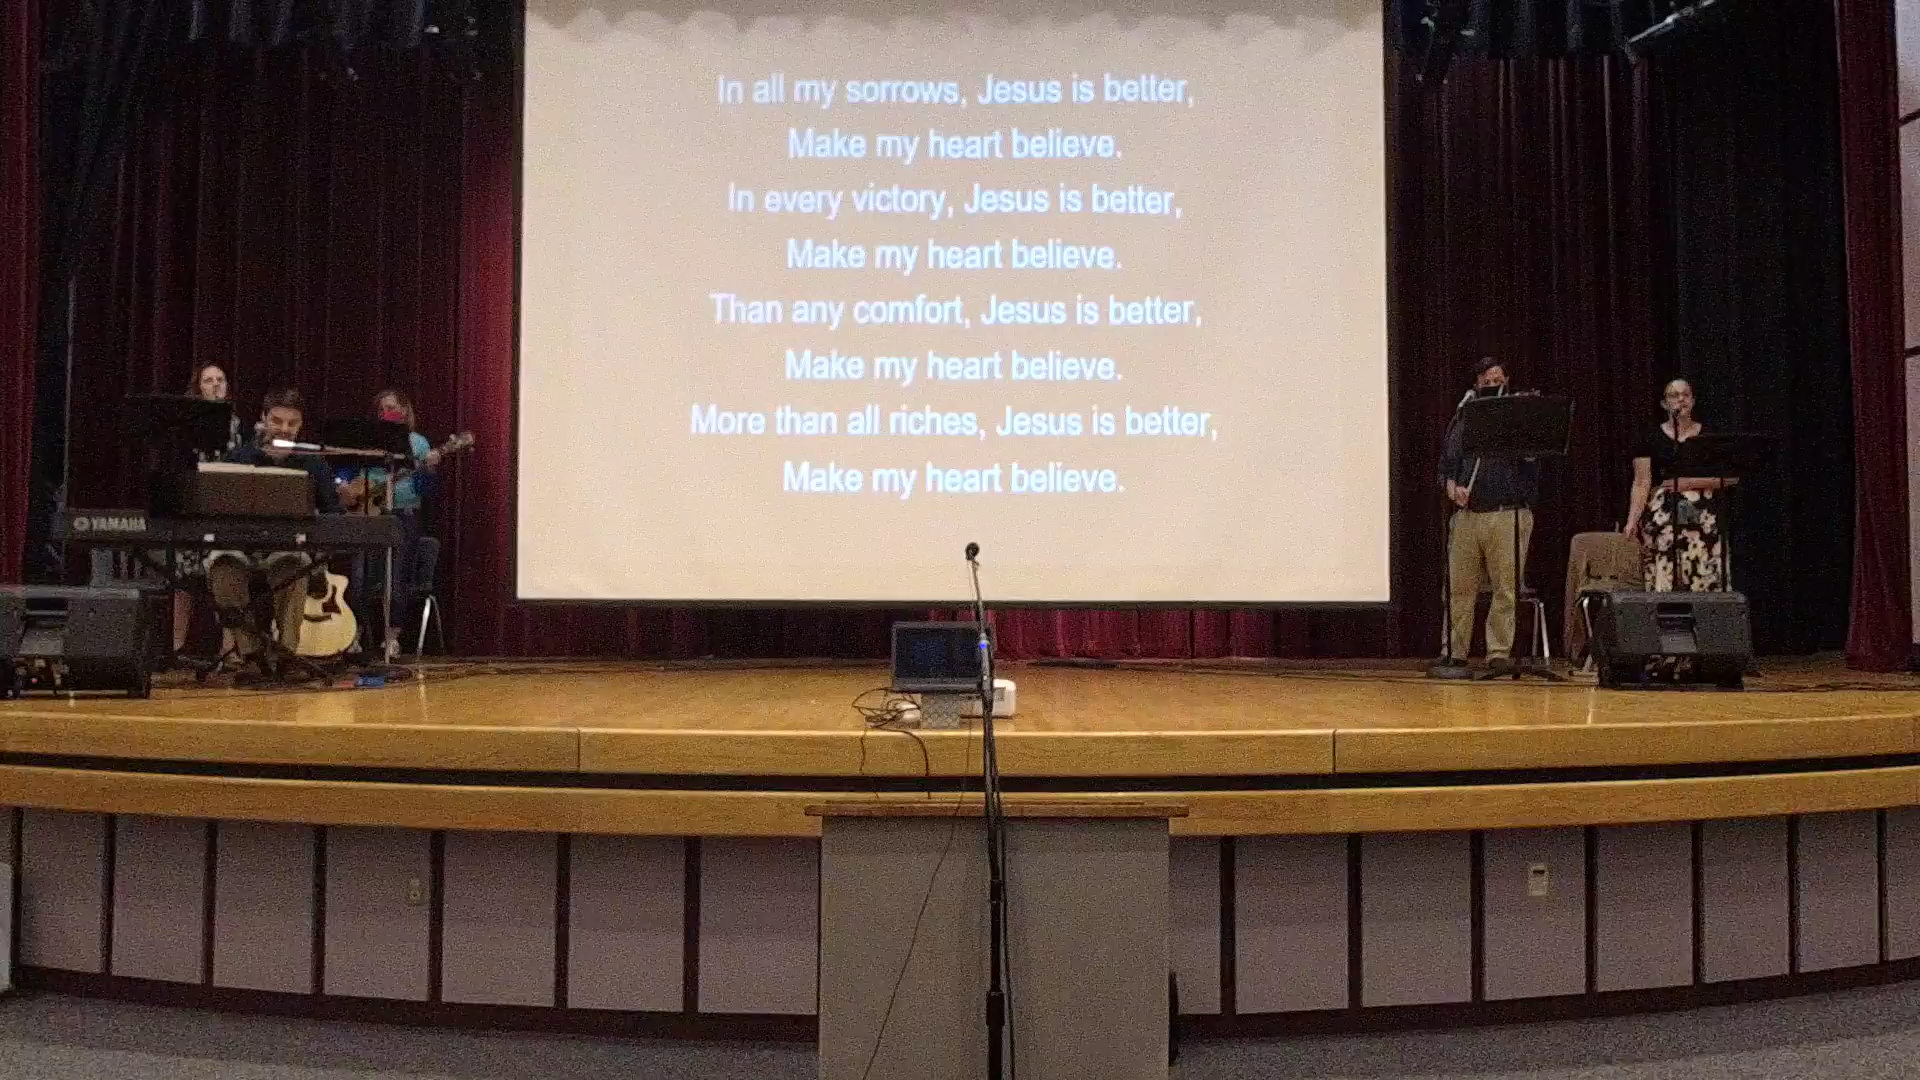 In all my sorrows, Jesus is better,
Make my heart believe.
In every victory, Jesus is better,
Make my heart believe.
Than any comfort, Jesus is better,
Make my heart believe.
More than all riches, Jesus is better,
Make my heart believe.
YAMAHA